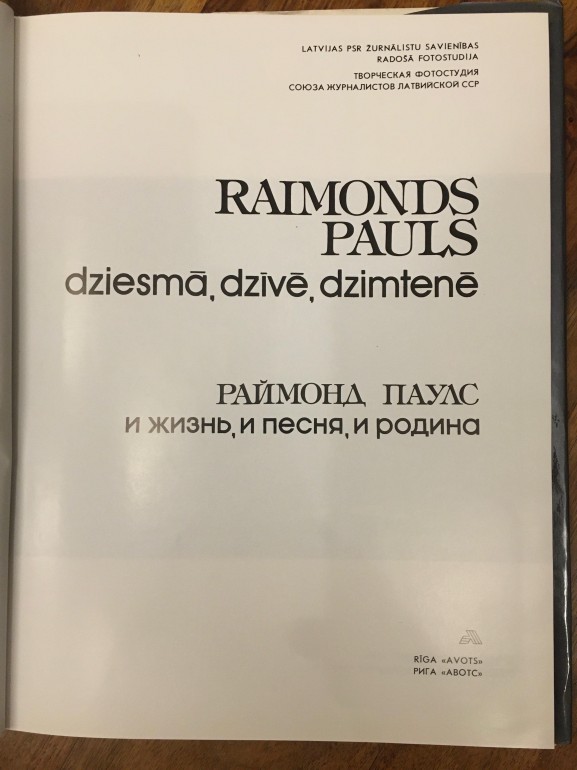 LATVIJAS PSR ŽURNĀLISTU SAVIENĪBAS
RADOŠĀ FOTOSTUDIJA
ТВОРЧЕСКАЯ ФОТОСТУДИЯ
СОЮЗА ЖУРНАЛИСТОВ ЛАТВИЙСКОЙ ССР
RAIMONDS
PAULS
dziesmā, dzīvē, dzimtenē
РАЙМОНД ПАУЛС
и жизнь, и песня, и родина
RĪGA «AVOTS»
РИГА «АВОТС»